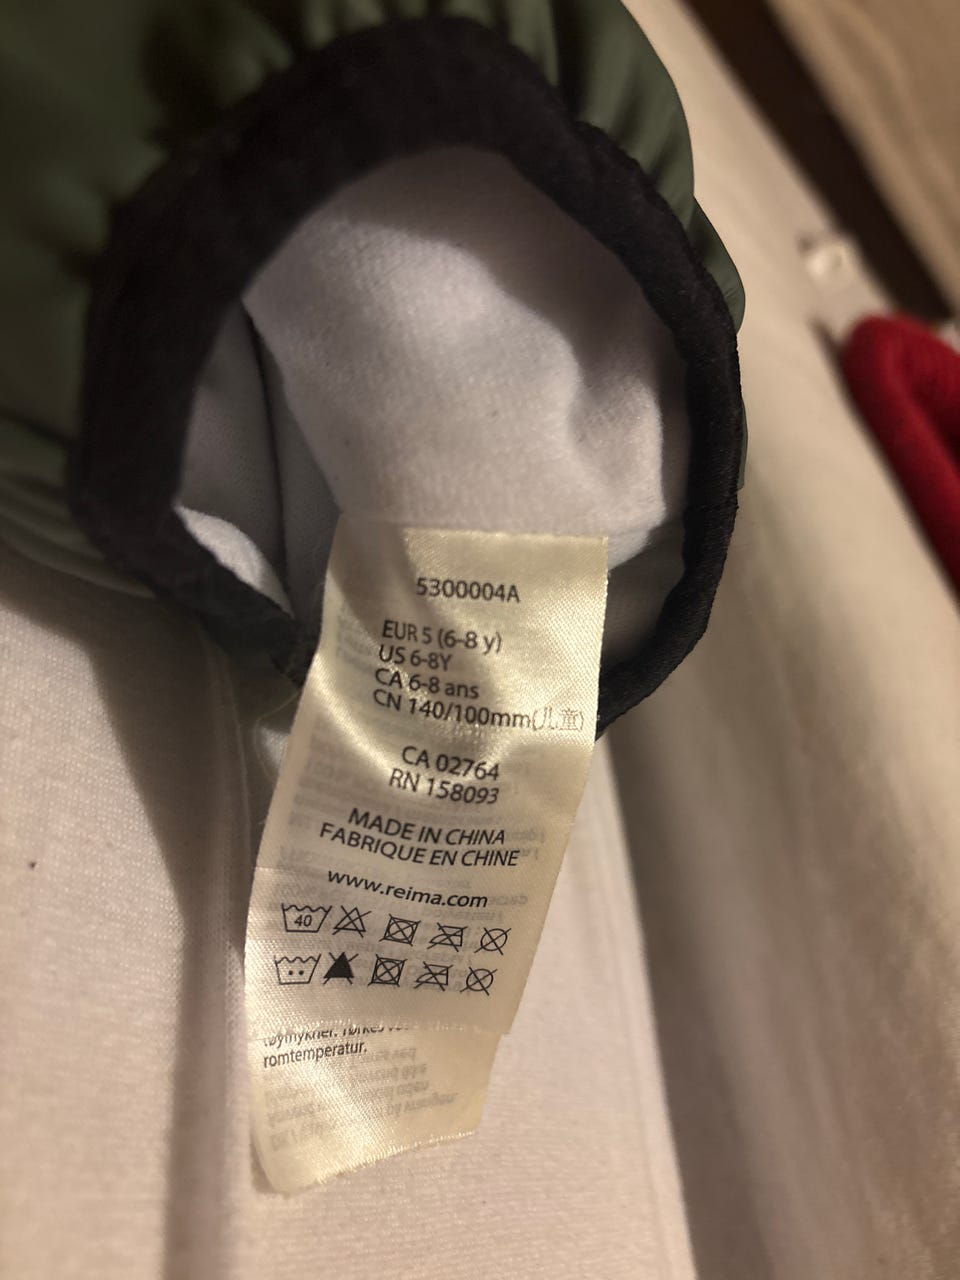 5300004A
EUR 5 (6-8 y)
US 6-8Y
CA 6-8 ans
CN 140/100mm(儿童)
CA 02764
RN 158093
MADE IN CHINA
FABRIQUE EN CHINE
www.reima.com
40
romtemperatur.